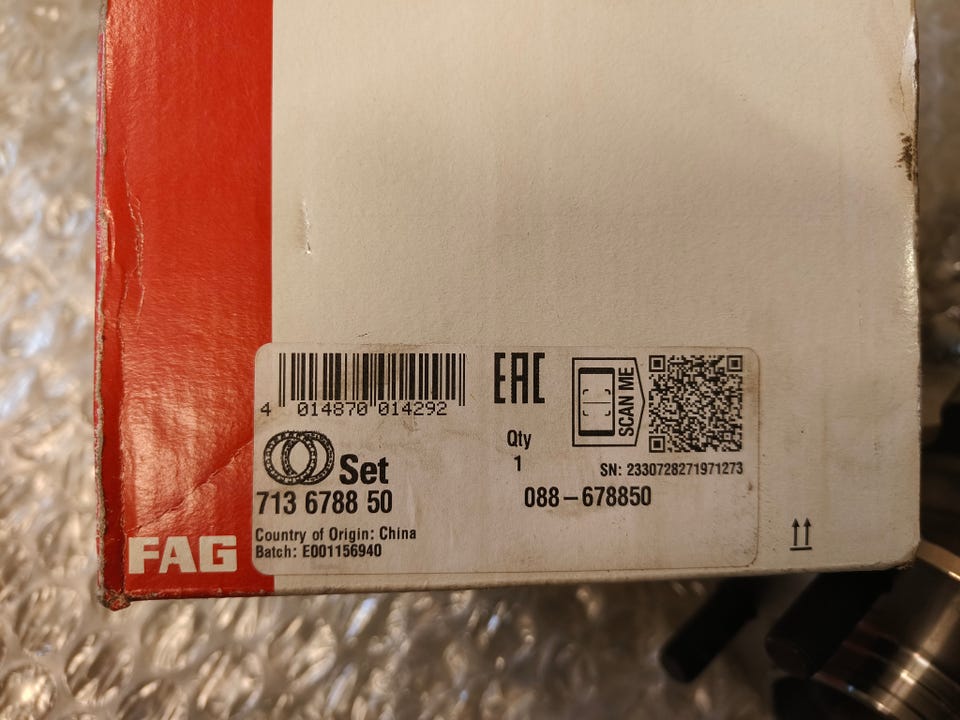 4 014870 014292
EAC
SCAN ME
Set
Qty
1
SN: 2330728271971273
713 6788 50
088-678850
Country of Origin: China
Batch: E001156940
FAG